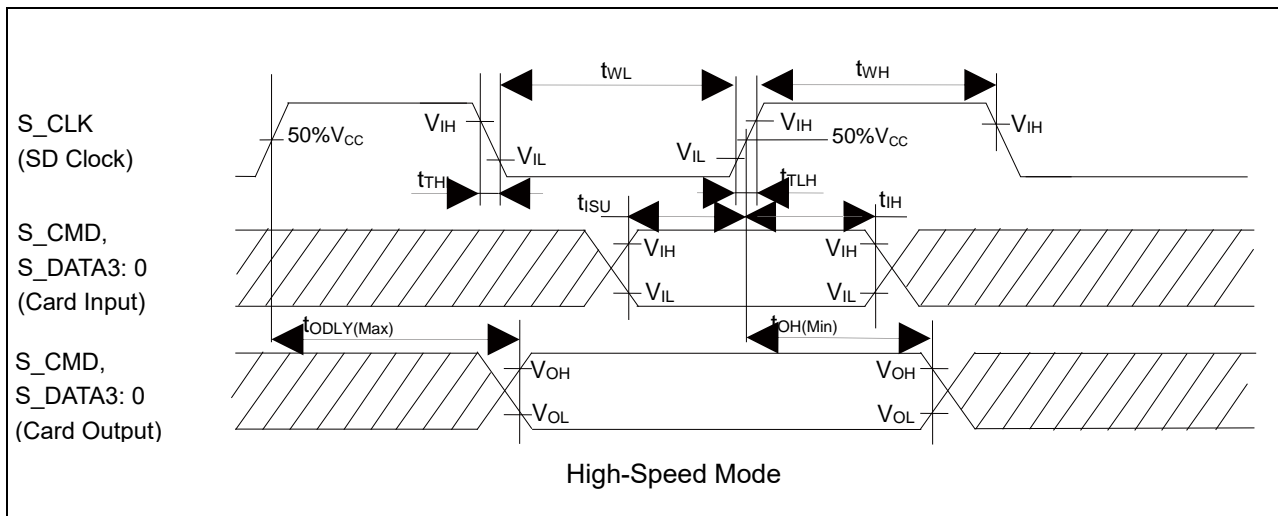 tWL
tWH
S_CLK
(SD Clock)
50%VCC
VIH
VIL
VIL
VIH
50%VCC
VIH
tTH
tTLH
tISU
tIH
S_CMD,
S_DATA3: 0
(Card Input)
VIH
VIL
VIH
VIL
tODLY(Max)
tOH(Min)
S_CMD,
S_DATA3: 0
(Card Output)
VOH
VOL
VOH
VOL
High-Speed Mode